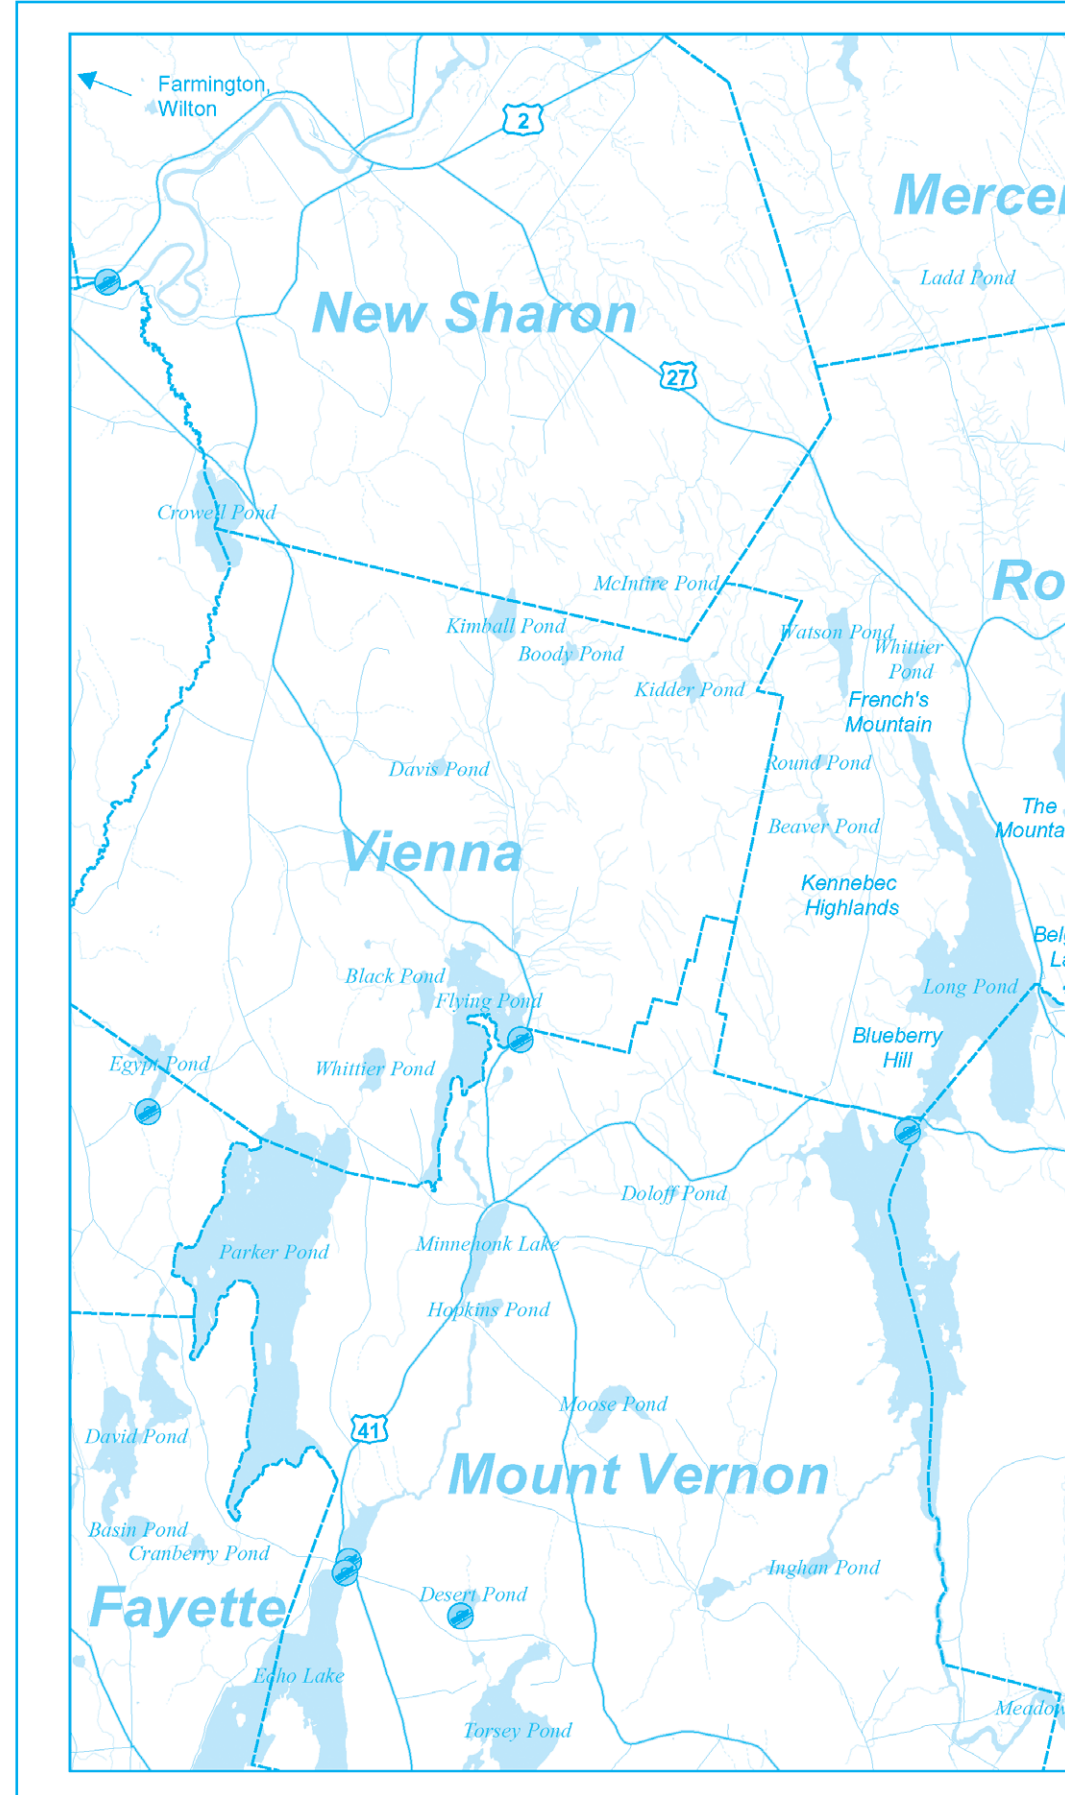 Farmington,
Wilton
2
Mercer
Ladd Pond
New Sharon
27
Crowell Pond
McIntire Pond
Ro
Kimball Pond
Watson Pond
Boody Pond
Whittier
Pond
Kidder Pond
French's
Mountain
Davis Pond
Round Pond
The
Mounta
Beaver Pond
Vienna
Kennebec
Highlands
Bel
La
Black Pond
Flying Pond
Long Pond
Blueberry
Hill
Egypt Pond
Whittier Pond
Doloff Pond
Parker Pond
Minnehonk Lake
Hopkins Pond
Moose Pond
41
David Pond
Mount Vernon
Basin Pond
Cranberry Pond
Inghan Pond
Fayette
Desert Pond
Echo Lake
Meadow
Torsey Pond